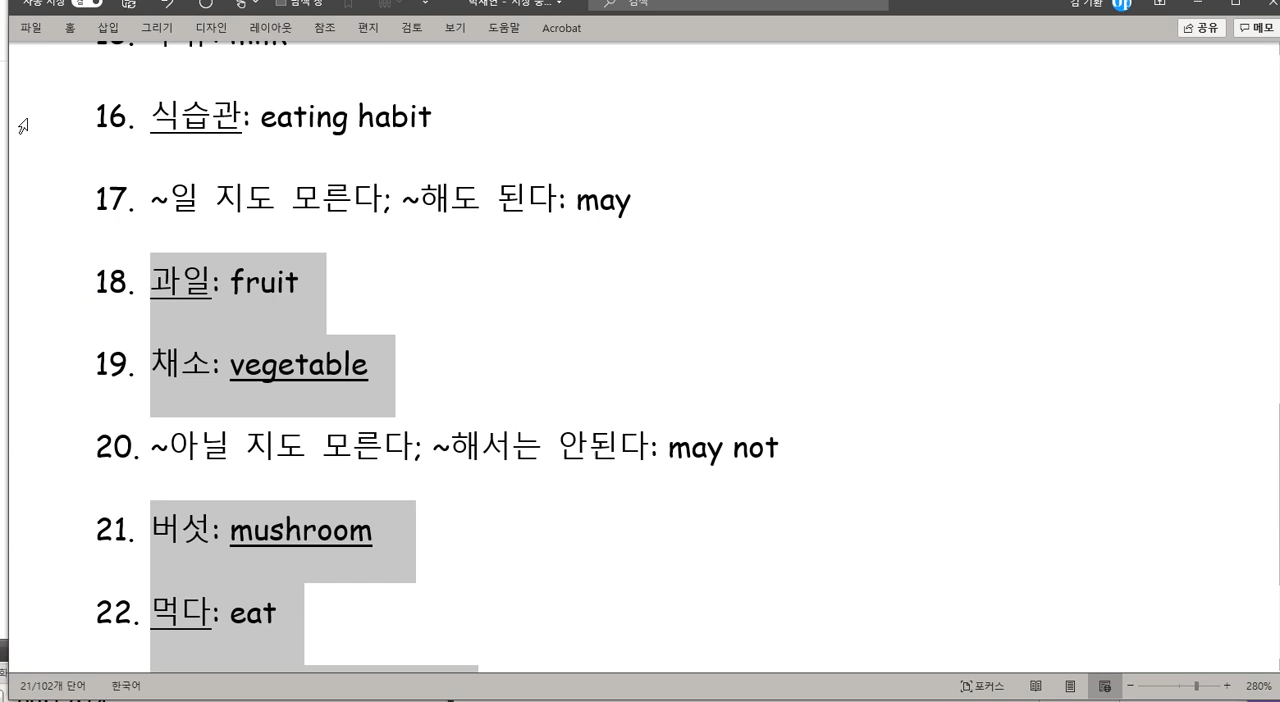 파일 홈 삽입 그리기 디자인 레이아웃 참조 편지 검토 보기 도움말 Acrobat 공유 메모
16. 식습관: eating habit
17. ~일 지도 모른다; ~해도 된다: may
18. 과일: fruit
19. 채소: vegetable
20. ~아닐 지도 모른다; ~해서는 안된다: may not
21. 버섯: mushroom
22. 먹다: eat
21/102개 단어 한국어 포커스 280%